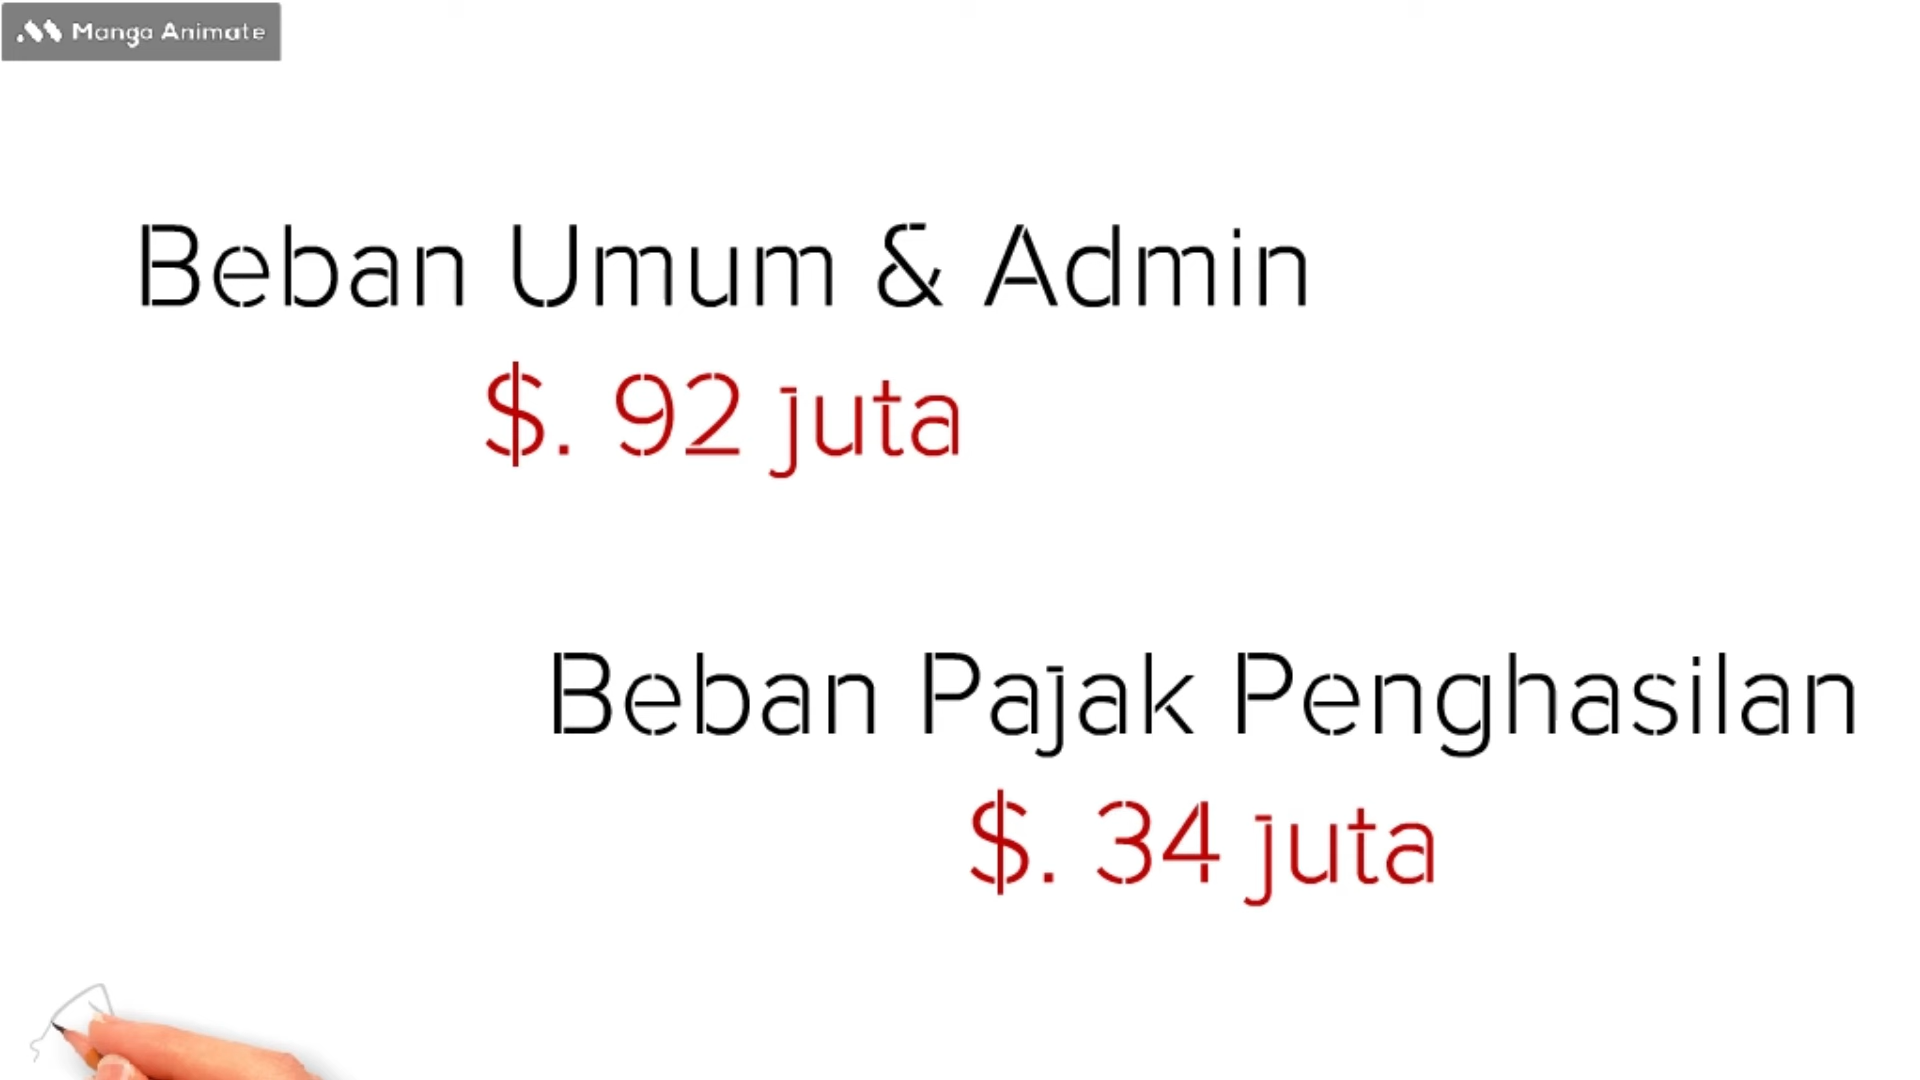 Manga Animate
Beban Umum & Admin
$. 92 juta
Beban Pajak Penghasilan
$. 34 juta